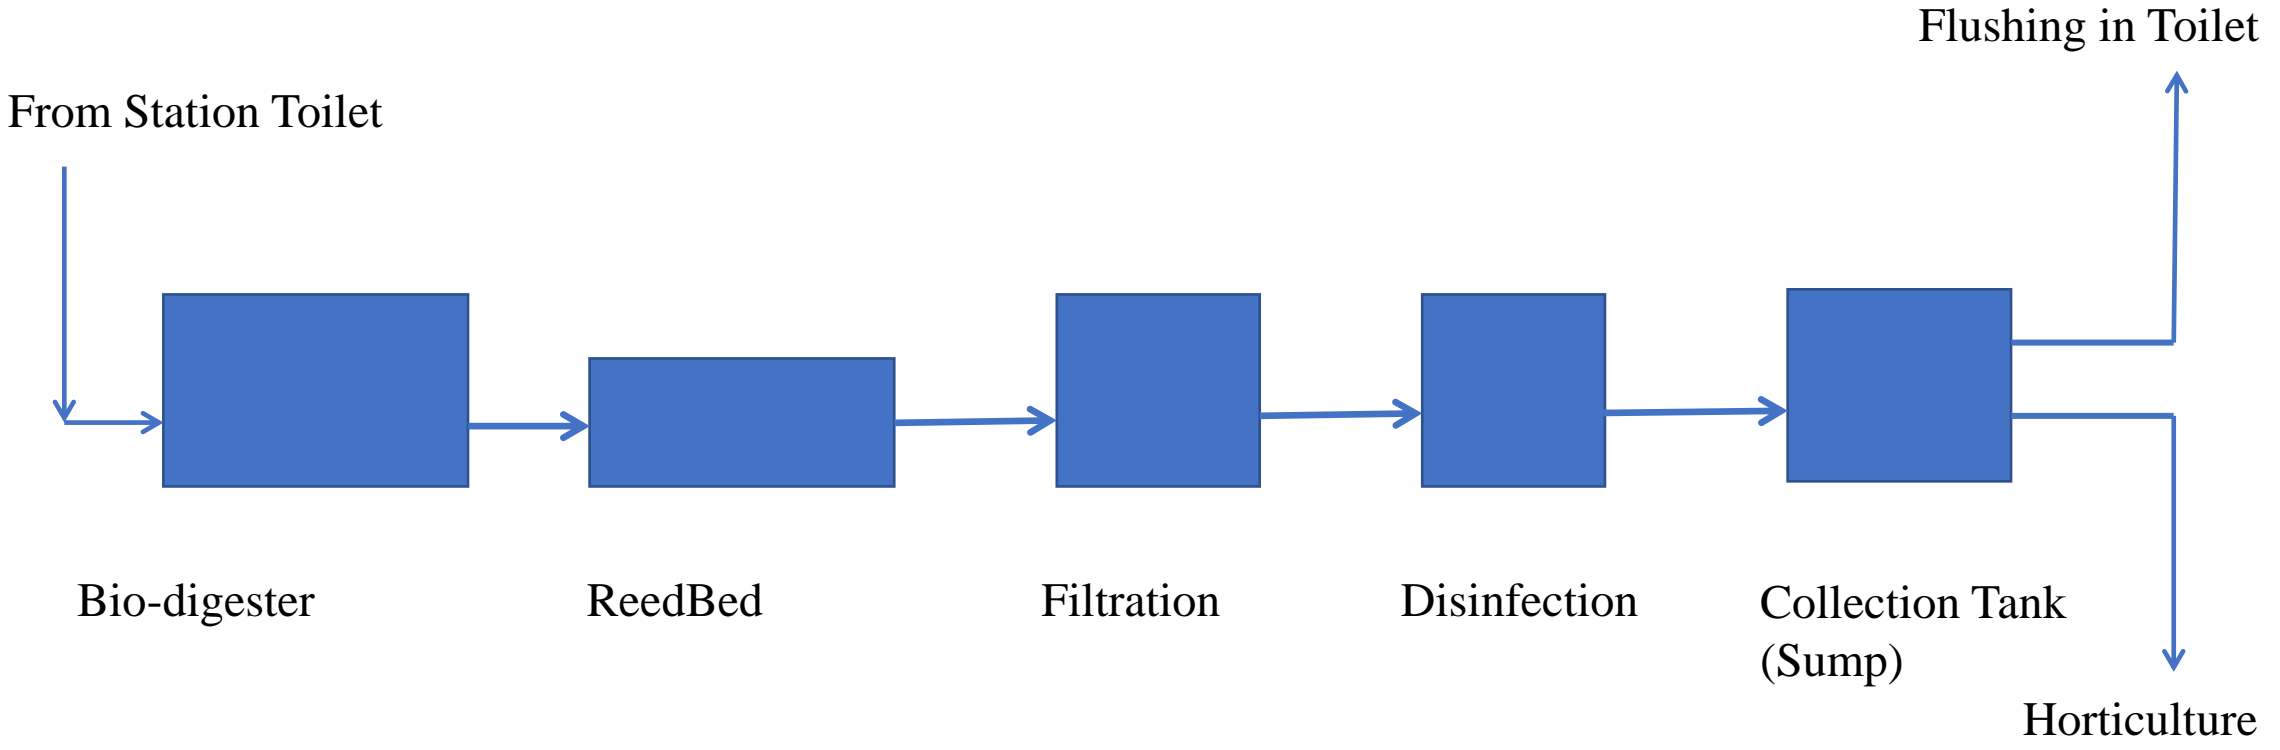 Flushing in Toilet
From Station Toilet
Bio-digester
ReedBed
Filtration
Disinfection
Collection Tank
(Sump)
Horticulture